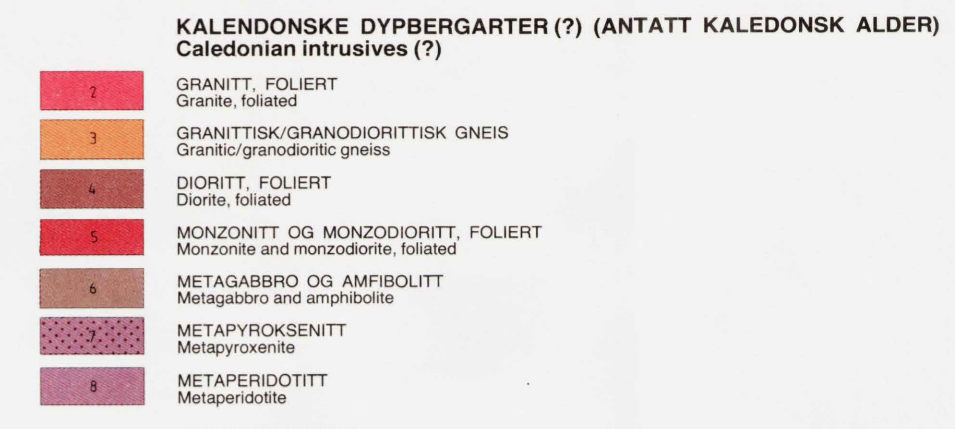 KALENDONSKE DYPBERGARTER (?) (ANTATT KALEDONSK ALDER)
Caledonian intrusives (?)
2
GRANITT, FOLIERT
Granite, foliated
3
GRANITTISK/GRANODIORITTISK GNEIS
Granitic/granodioritic gneiss
4
DIORITT, FOLIERT
Diorite, foliated
5
MONZONITT OG MONZODIORITT, FOLIERT
Monzonite and monzodiorite, foliated
6
METAGABBRO OG AMFIBOLITT
Metagabbro and amphibolite
7
METAPYROKSENITT
Metapyroxenite
8
METAPERIDOTITT
Metaperidotite